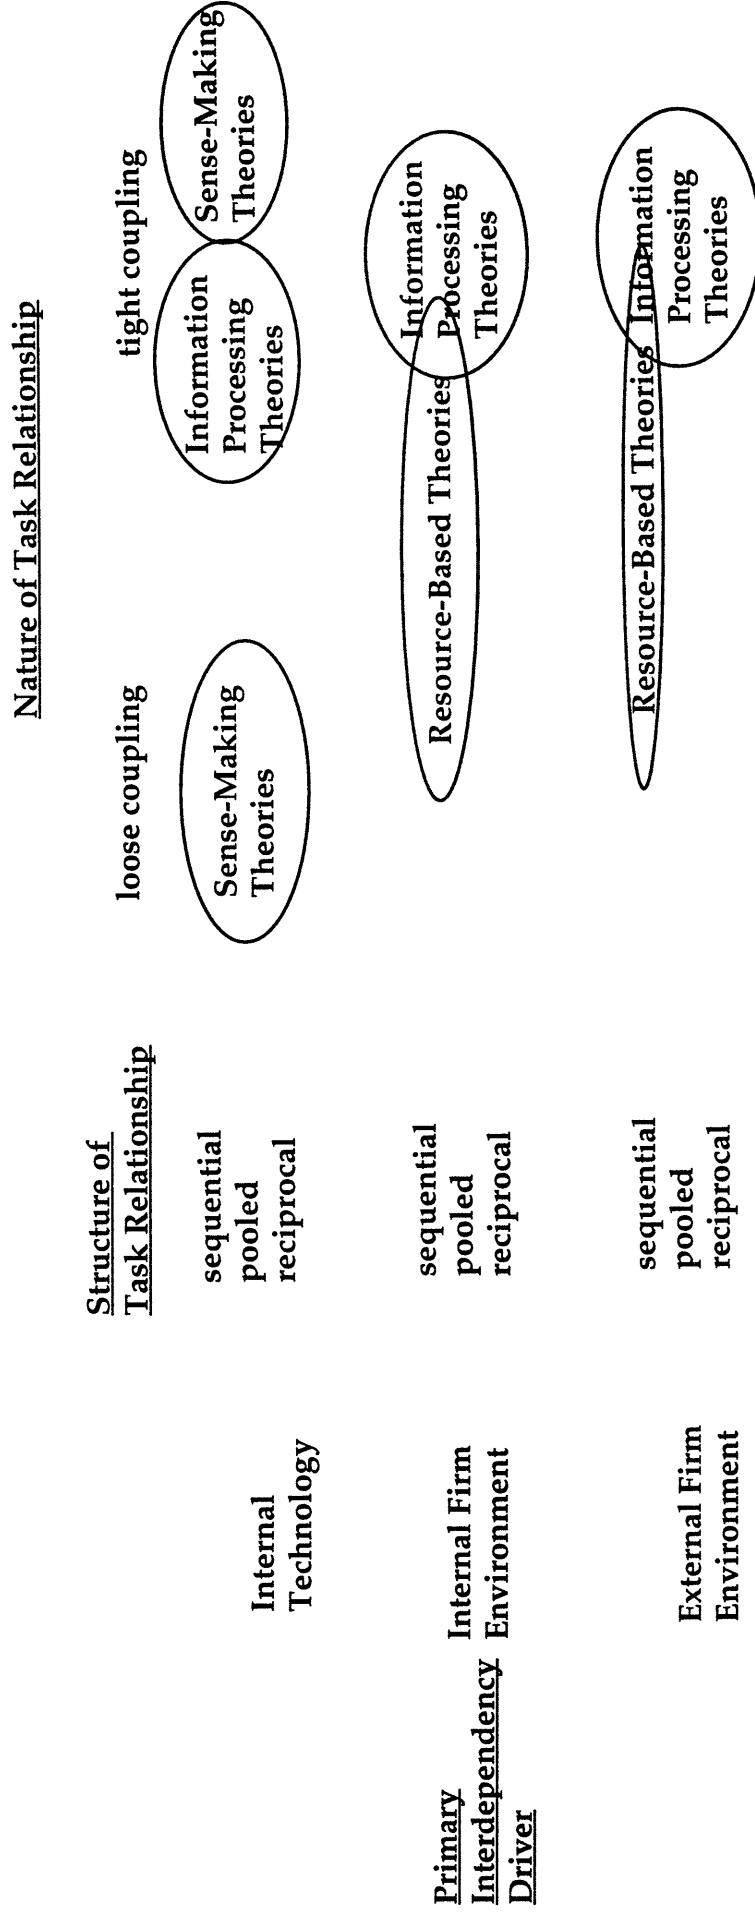 Nature of Task Relationship
Structure of
Task Relationship
loose coupling
tight coupling
Internal
Technology
sequential
pooled
reciprocal
Sense-Making
Theories
Information
Processing
Theories
Sense-Making
Theories
Primary
Interdependency
Driver
Internal Firm
Environment
sequential
pooled
reciprocal
Resource-Based Theories
Information
Processing
Theories
External Firm
Environment
sequential
pooled
reciprocal
Resource-Based Theories
Information
Processing
Theories